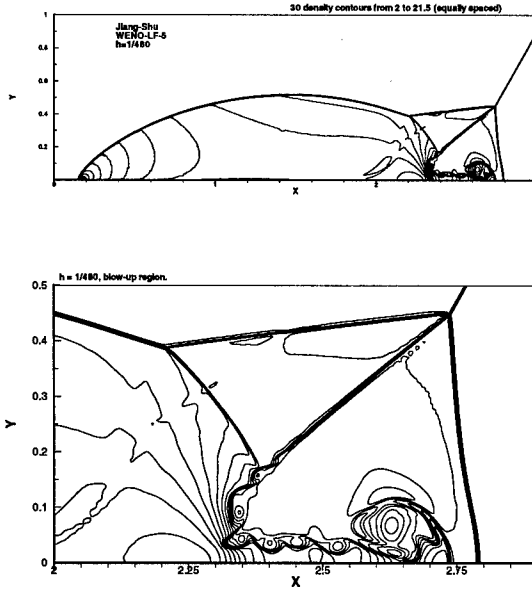 30 density contours from 2 to 21.5 (equally spaced)
Jiang-Shu
WENO-LF-5
h=1/480
1
0.8
0.6
0.4
0.2
0
Y
0
1
2
X
h = 1/480, blow-up region.
0.5
0.4
0.3
0.2
0.1
0
Y
2
2.25
2.5
2.75
X